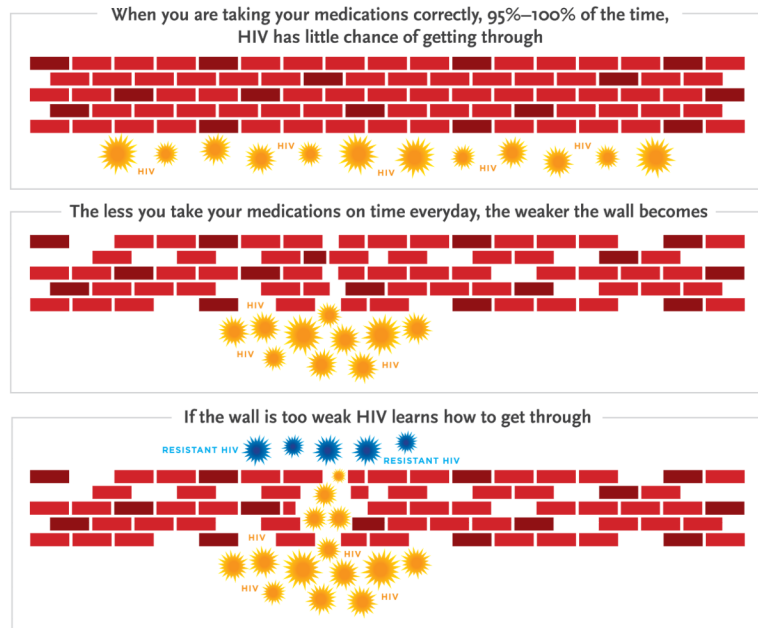 When you are taking your medications correctly, 95%–100% of the time,
HIV has little chance of getting through
HIV
HIV
HIV
HIV
HIV
The less you take your medications on time everyday, the weaker the wall becomes
HIV
HIV
HIV
If the wall is too weak HIV learns how to get through
RESISTANT HIV
RESISTANT HIV
HIV
HIV
HIV
HIV